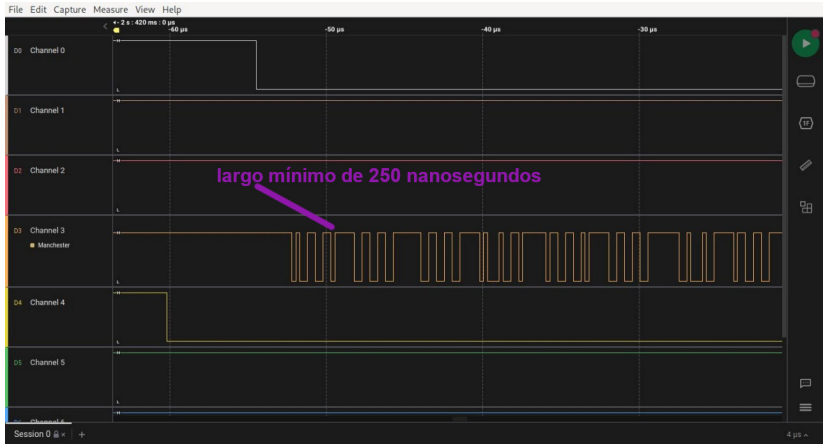 File Edit Capture Measure View Help
-2 s : 420 ms : 0 µs
-60 µs -50 µs -40 µs -30 µs
D0 Channel 0
H
L
D1 Channel 1
H
L
D2 Channel 2
H
largo mínimo de 250 nanosegundos
L
D3 Channel 3
H
Manchester
L
D4 Channel 4
H
L
D5 Channel 5
H
L
H
Session 0
4 µs